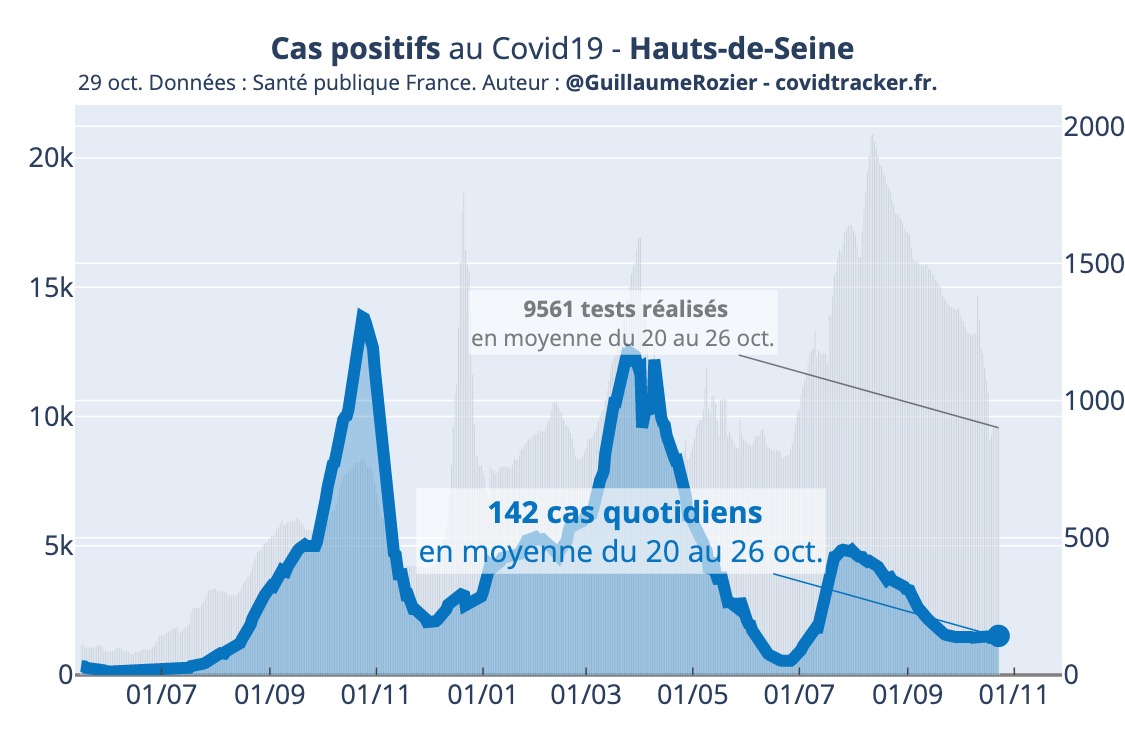 Cas positifs au Covid19 - Hauts-de-Seine
29 oct. Données : Santé publique France. Auteur : @GuillaumeRozier - covidtracker.fr.
2000
20k
1500
15k
9561 tests réalisés
en moyenne du 20 au 26 oct.
1000
10k
142 cas quotidiens
en moyenne du 20 au 26 oct.
500
5k
0
0
01/07
01/09
01/11
01/01
01/03
01/05
01/07
01/09
01/11